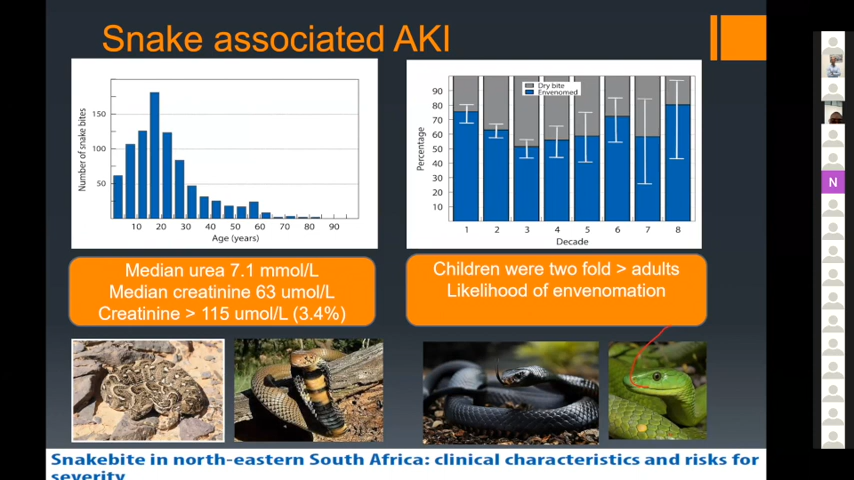 Snake associated AKI
Number of snake bites
150
100
50
10 20 30 40 50 60 70 80 90
Age (years)
Dry bite
Envenomed
Percentage
90
80
70
60
50
40
30
20
10
1 2 3 4 5 6 7 8
Decade
Median urea 7.1 mmol/L
Median creatinine 63 umol/L
Creatinine > 115 umol/L (3.4%)
Children were two fold > adults
Likelihood of envenomation
N
Snakebite in north-eastern South Africa: clinical characteristics and risks for
severity